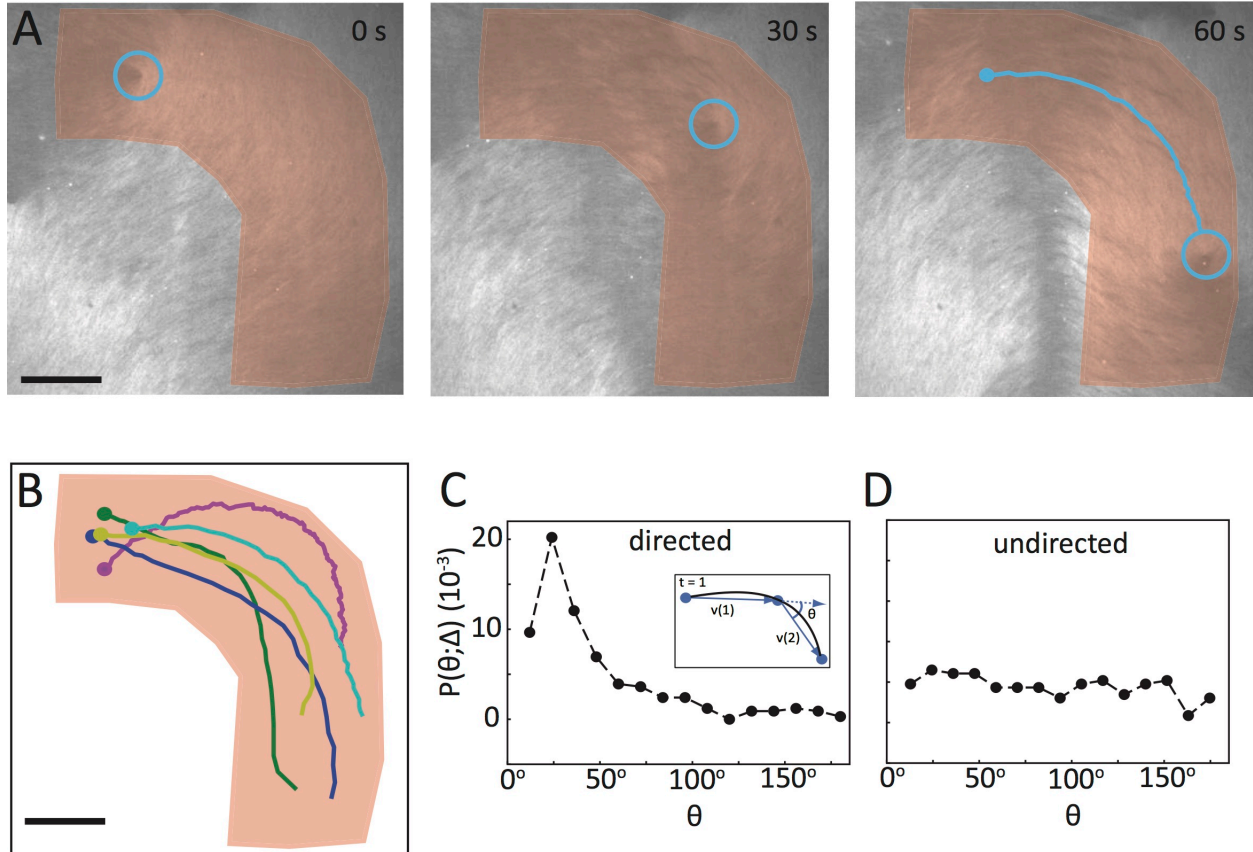 A
0 s
30 s
60 s
B
C
D
P(θ;Δ) (10⁻³)
20
10
0
directed
t = 1
v(1)
v(2)
θ
0° 50° 100° 150°
θ
undirected
0° 50° 100° 150°
θ